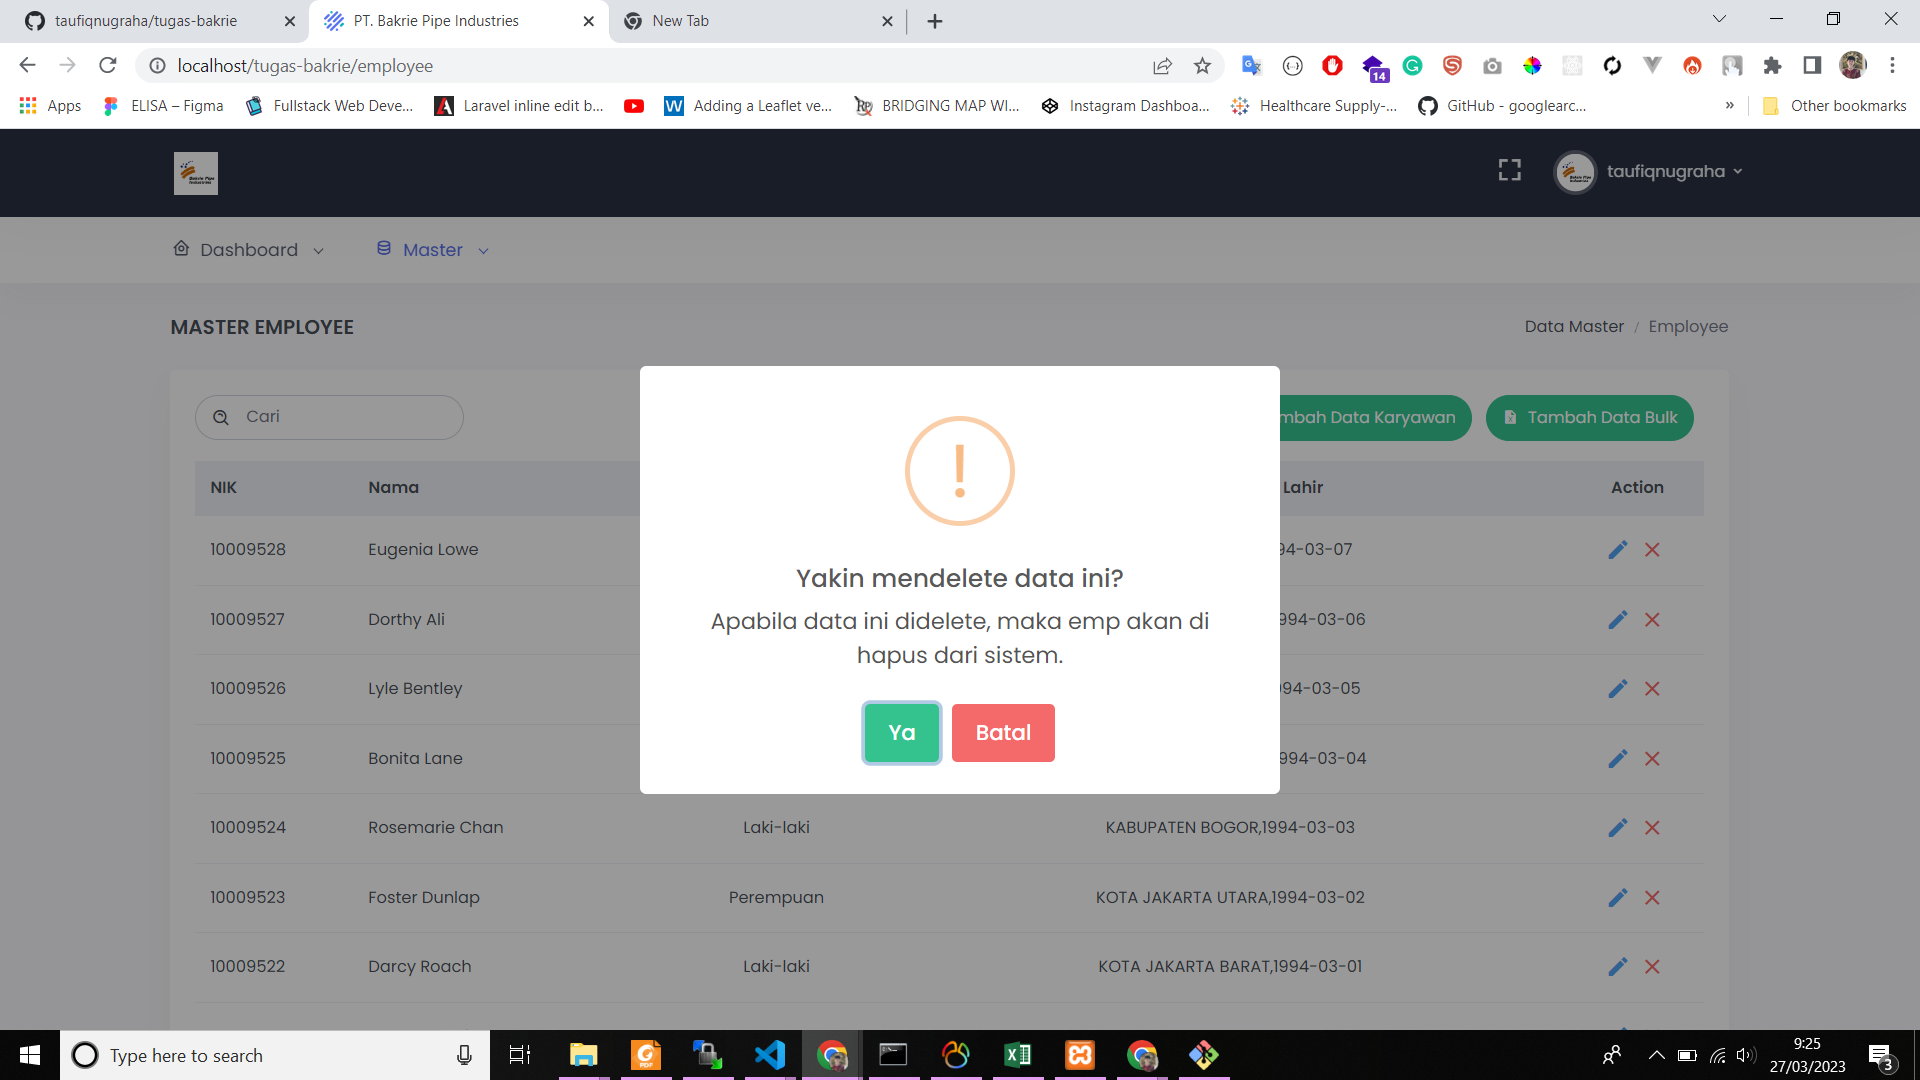 taufiqnugraha/tugas-bakrie
PT. Bakrie Pipe Industries
New Tab
localhost/tugas-bakrie/employee
14
Apps
ELISA – Figma
Fullstack Web Deve...
Laravel inline edit b...
Adding a Leaflet ve...
BRIDGING MAP WI...
Instagram Dashboa...
Healthcare Supply-...
GitHub - googlearc...
»
Other bookmarks
Bakrie Pipe
Industries
taufiqnugraha
Dashboard
Master
MASTER EMPLOYEE
Data Master / Employee
Cari
mbah Data Karyawan
Tambah Data Bulk
NIK Nama Lahir Action
10009528 Eugenia Lowe 94-03-07
10009527 Dorthy Ali 994-03-06
10009526 Lyle Bentley 94-03-05
10009525 Bonita Lane 994-03-04
10009524 Rosemarie Chan Laki-laki KABUPATEN BOGOR,1994-03-03
10009523 Foster Dunlap Perempuan KOTA JAKARTA UTARA,1994-03-02
10009522 Darcy Roach Laki-laki KOTA JAKARTA BARAT,1994-03-01
!
Yakin mendelete data ini?
Apabila data ini didelete, maka emp akan di
hapus dari sistem.
Ya
Batal
Type here to search
9:25
27/03/2023
3